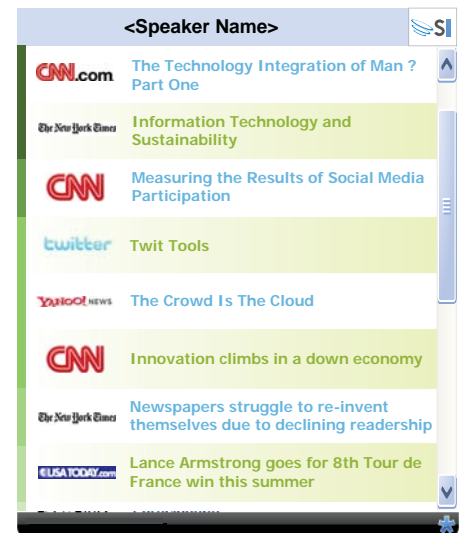 <Speaker Name>
SI
CNN.com
The Technology Integration of Man ?
Part One
The New York Times
Information Technology and
Sustainability
CNN
Measuring the Results of Social Media
Participation
twitter
Twit Tools
YAHOO! NEWS
The Crowd Is The Cloud
CNN
Innovation climbs in a down economy
The New York Times
Newspapers struggle to re-invent
themselves due to declining readership
USA TODAY.com
Lance Armstrong goes for 8th Tour de
France win this summer